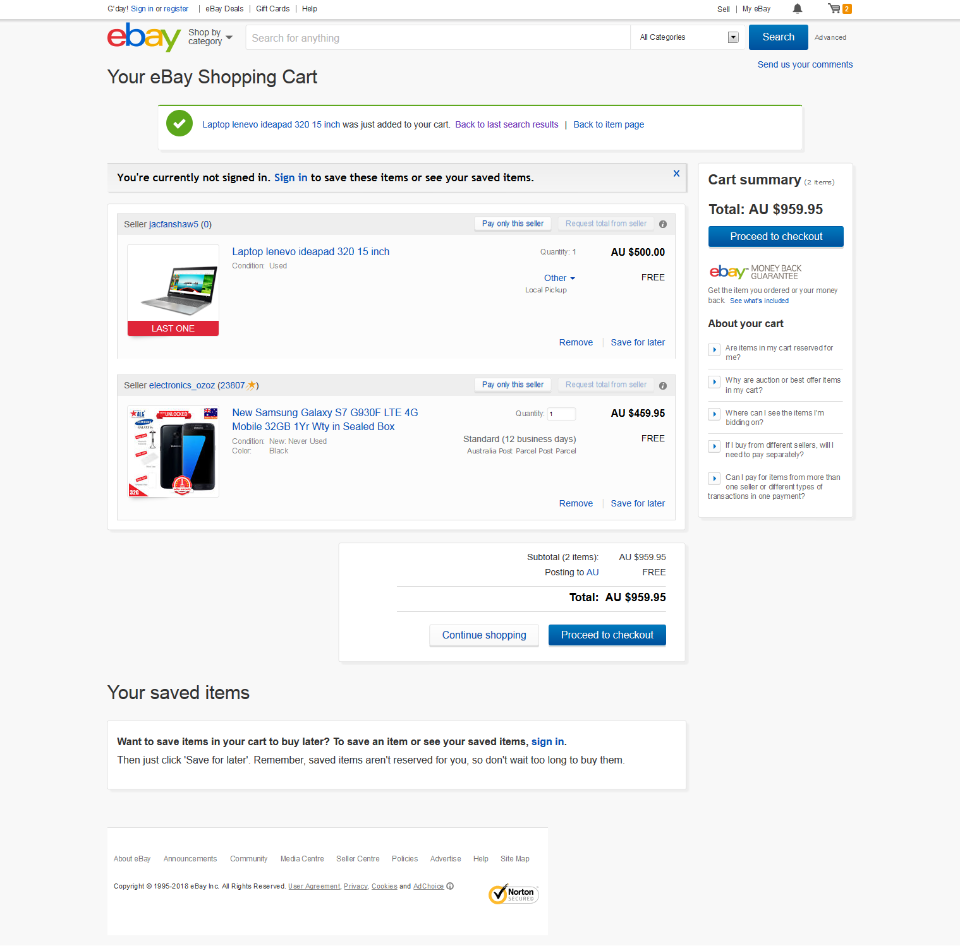 G'day! Sign in or register | eBay Deals | Gift Cards | Help
Sell | My eBay 2
ebay
Shop by
category
Search for anything
All Categories
Search
Advanced
Send us your comments
Your eBay Shopping Cart
Laptop lenevo ideapad 320 15 inch was just added to your cart. Back to last search results | Back to item page
You're currently not signed in. Sign in to save these items or see your saved items.
X
Seller jacfanshaw5 (0)
Pay only this seller
Request total from seller
Laptop lenevo ideapad 320 15 inch
Condition: Used
Quantity: 1
AU $500.00
Other
FREE
Local Pickup
LAST ONE
Remove
Save for later
Seller electronics_ozoz (23807)
Pay only this seller
Request total from seller
UNLOCKED
New Samsung Galaxy S7 G930F LTE 4G
Mobile 32GB 1Yr Wty in Sealed Box
Condition: New: Never Used
Color: Black
Quantity: 1
AU $459.95
Standard (12 business days)
FREE
Australia Post Parcel Post Parcel
Remove
Save for later
Subtotal (2 items): AU $959.95
Posting to AU FREE
Total: AU $959.95
Continue shopping
Proceed to checkout
Cart summary (2 items)
Total: AU $959.95
Proceed to checkout
ebay MONEY BACK
GUARANTEE
Get the item you ordered or your money
back. See what's included
About your cart
Are items in my cart reserved for
me?
Why are auction or best offer items
in my cart?
Where can I see the items I'm
bidding on?
If I buy from different sellers, will I
need to pay separately?
Can I pay for items from more than
one seller or different types of
transactions in one payment?
Your saved items
Want to save items in your cart to buy later? To save an item or see your saved items, sign in.
Then just click 'Save for later'. Remember, saved items aren't reserved for you, so don't wait too long to buy them.
About eBay Announcements Community Media Centre Seller Centre Policies Advertise Help Site Map
Copyright © 1995-2018 eBay Inc. All Rights Reserved. User Agreement, Privacy, Cookies and AdChoice
Norton
SECURED